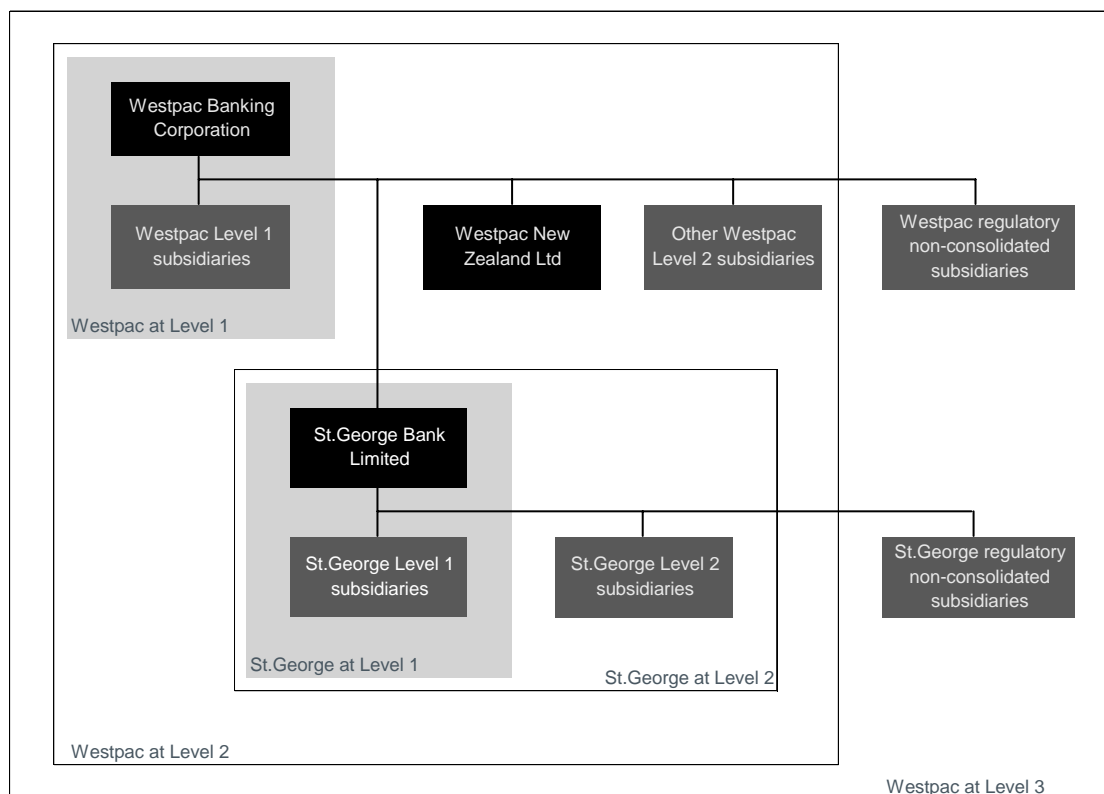 Westpac Banking
Corporation
Westpac Level 1
subsidiaries
Westpac New
Zealand Ltd
Other Westpac
Level 2 subsidiaries
Westpac regulatory
non-consolidated
subsidiaries
Westpac at Level 1
St.George Bank
Limited
St.George Level 1
subsidiaries
St.George Level 2
subsidiaries
St.George regulatory
non-consolidated
subsidiaries
St.George at Level 1
St.George at Level 2
Westpac at Level 2
Westpac at Level 3